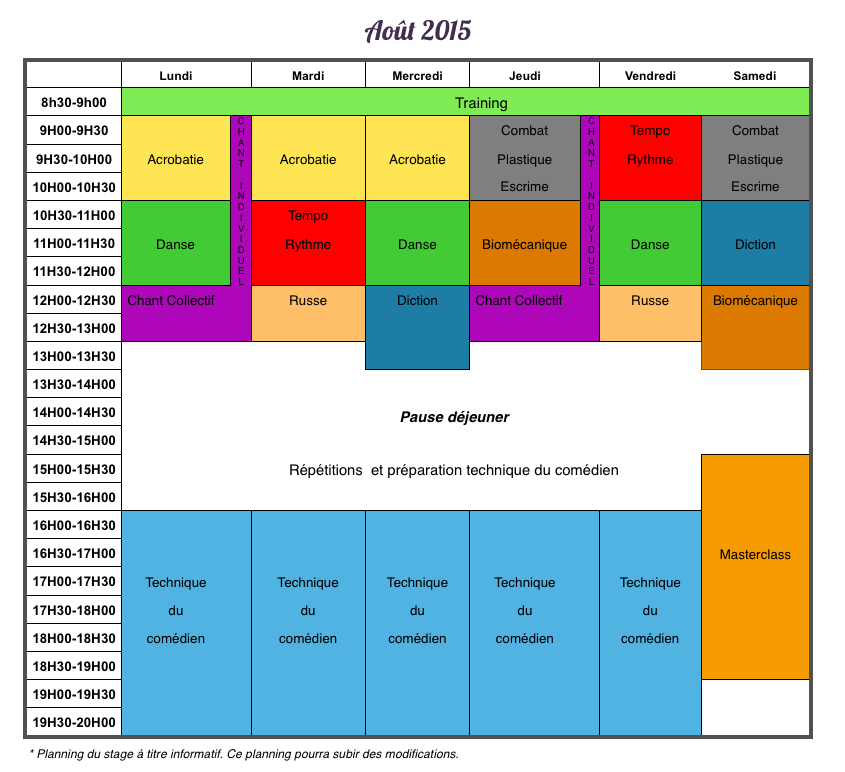 Août 2015
Lundi Mardi Mercredi Jeudi Vendredi Samedi
8h30-9h00 Training
9H00-9H30 Combat Tempo Combat
9H30-10H00 Acrobatie Acrobatie Acrobatie Plastique Rythme Plastique
10H00-10H30 Escrime Escrime
CHANT INDIVIDUEL
CHANT INDIVIDUEL
10H30-11H00 Tempo
11H00-11H30 Danse Rythme Danse Biomécanique Danse Diction
11H30-12H00
12H00-12H30 Chant Collectif Russe Diction Chant Collectif Russe Biomécanique
12H30-13H00
13H00-13H30
13H30-14H00
14H00-14H30 Pause déjeuner
14H30-15H00
15H00-15H30 Répétitions et préparation technique du comédien
15H30-16H00
16H00-16H30
16H30-17H00 Masterclass
17H00-17H30 Technique Technique Technique Technique Technique
17H30-18H00 du du du du du
18H00-18H30 comédien comédien comédien comédien comédien
18H30-19H00
19H00-19H30
19H30-20H00
* Planning du stage à titre informatif. Ce planning pourra subir des modifications.